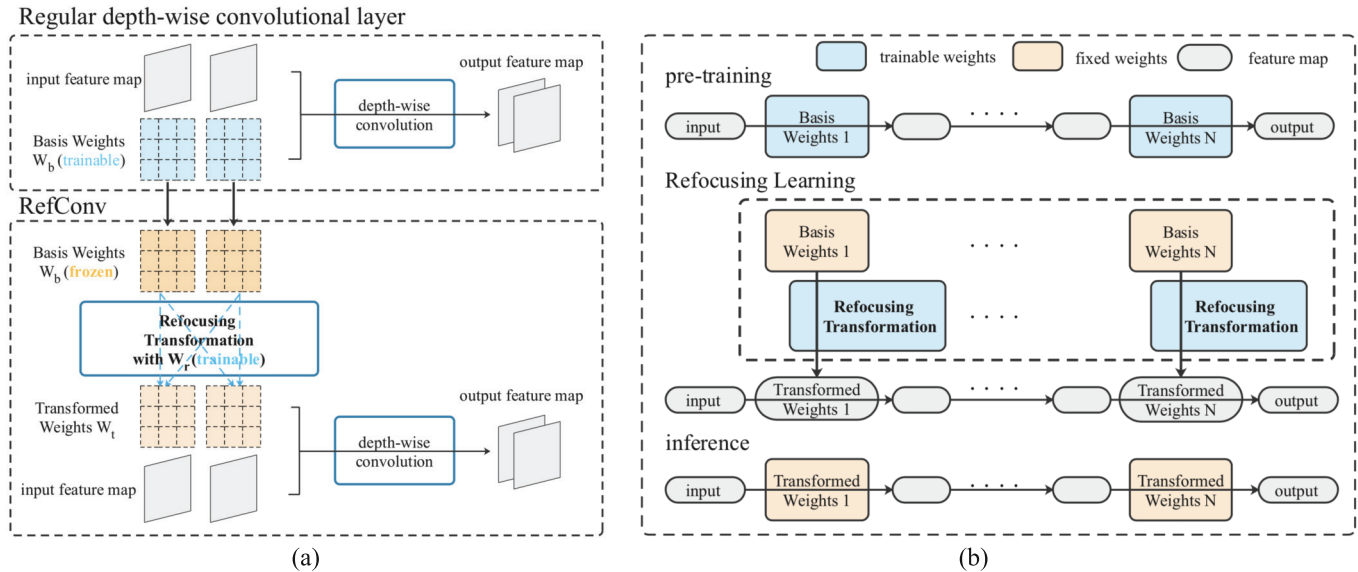 Regular depth-wise convolutional layer
input feature map
output feature map
depth-wise
convolution
Basis Weights
W_b (trainable)
RefConv
Basis Weights
W_b (frozen)
Refocusing
Transformation
with W_r (trainable)
Transformed
Weights W_t
output feature map
depth-wise
convolution
input feature map
(a)
trainable weights
fixed weights
feature map
pre-training
input
Basis
Weights 1
. . . .
Basis
Weights N
output
Refocusing Learning
Basis
Weights 1
. . . .
Basis
Weights N
Refocusing
Transformation
. . . .
Refocusing
Transformation
input
Transformed
Weights 1
. . . .
Transformed
Weights N
output
inference
input
Transformed
Weights 1
. . . .
Transformed
Weights N
output
(b)